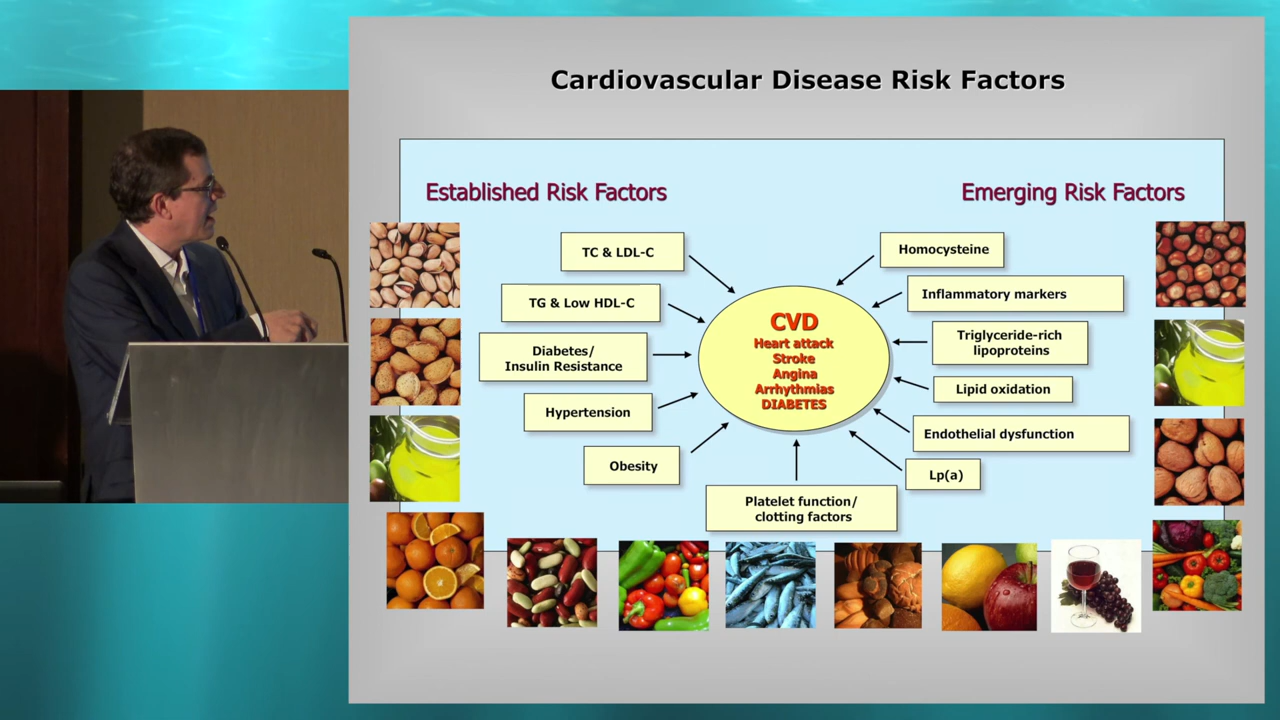 Cardiovascular Disease Risk Factors
Established Risk Factors
Emerging Risk Factors
TC & LDL-C
TG & Low HDL-C
Diabetes/
Insulin Resistance
Hypertension
Obesity
CVD
Heart attack
Stroke
Angina
Arrhythmias
DIABETES
Homocysteine
Inflammatory markers
Triglyceride-rich
lipoproteins
Lipid oxidation
Endothelial dysfunction
Lp(a)
Platelet function/
clotting factors